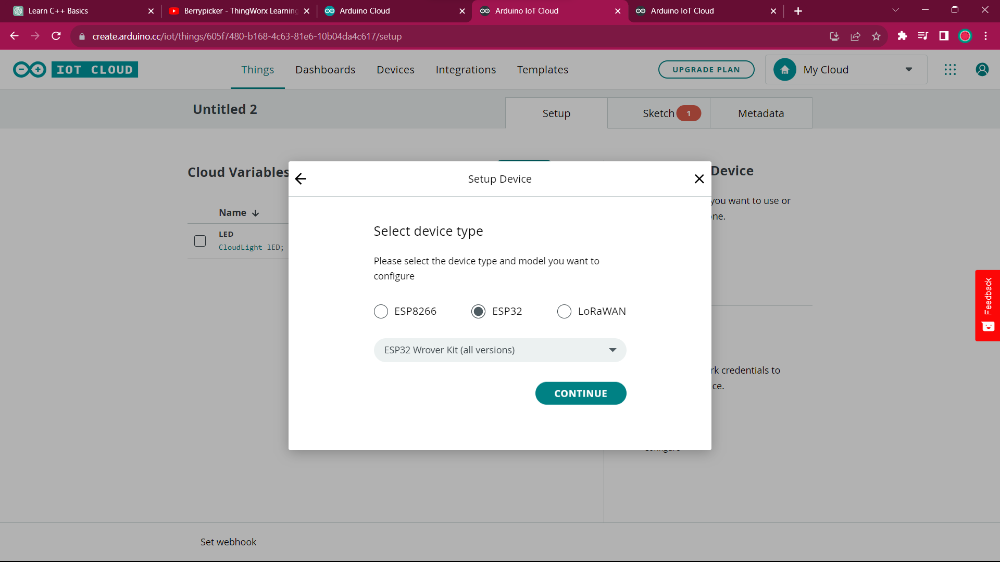 Learn C++ Basics
Berrypicker - ThingWorx Learning
Arduino Cloud
Arduino IoT Cloud
Arduino IoT Cloud
create.arduino.cc/iot/things/605f7480-b168-4c63-81e6-10b04da4c617/setup
IOT CLOUD
Things
Dashboards
Devices
Integrations
Templates
UPGRADE PLAN
My Cloud
Untitled 2
Setup
Sketch 1
Metadata
Cloud Variables
Device
you want to use or
ne.
Name
LED
CloudLight lED;
Setup Device
Select device type
Please select the device type and model you want to
configure
ESP8266
ESP32
LoRaWAN
ESP32 Wrover Kit (all versions)
CONTINUE
rk credentials to
ce.
Feedback
Set webhook